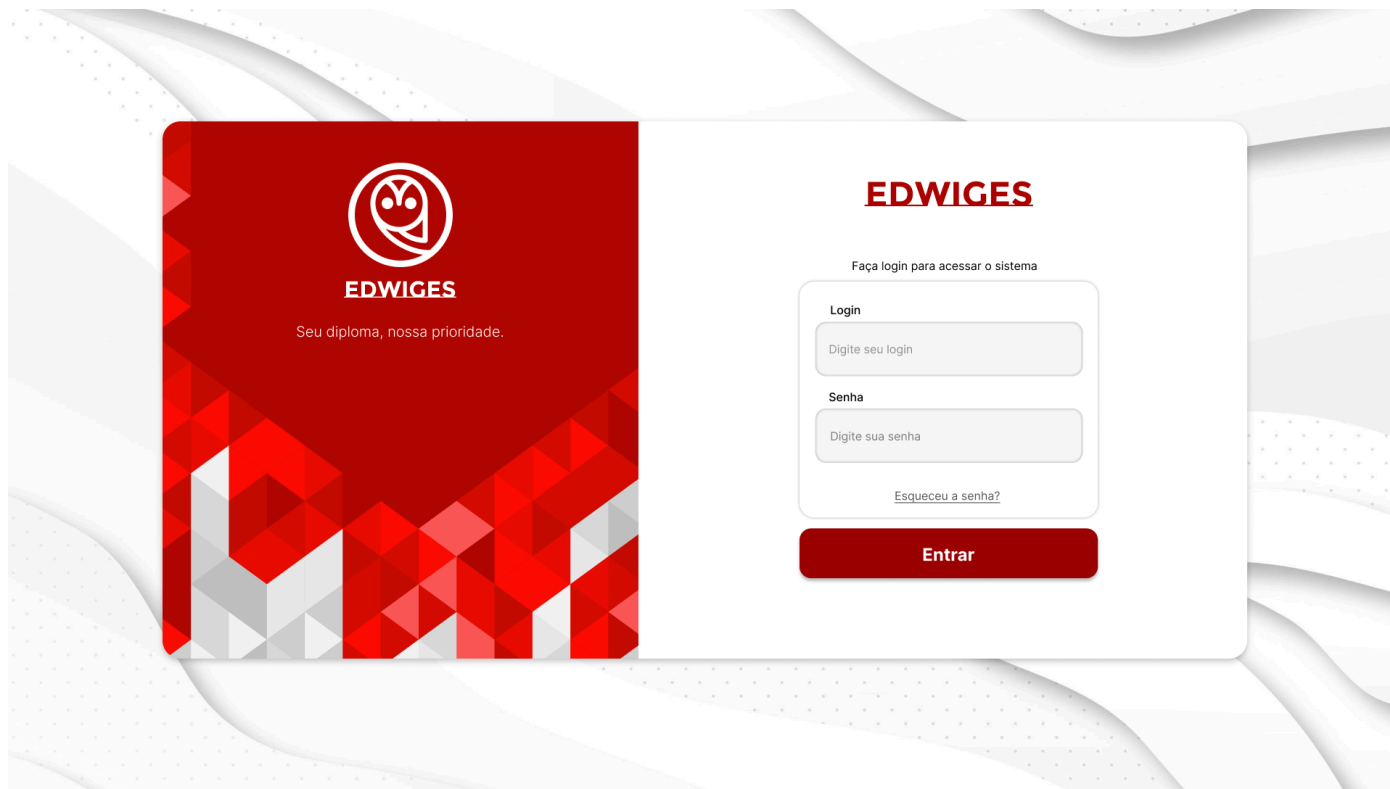 EDWIGES
Seu diploma, nossa prioridade.
EDWIGES
Faça login para acessar o sistema
Login
Digite seu login
Senha
Digite sua senha
Esqueceu a senha?
Entrar